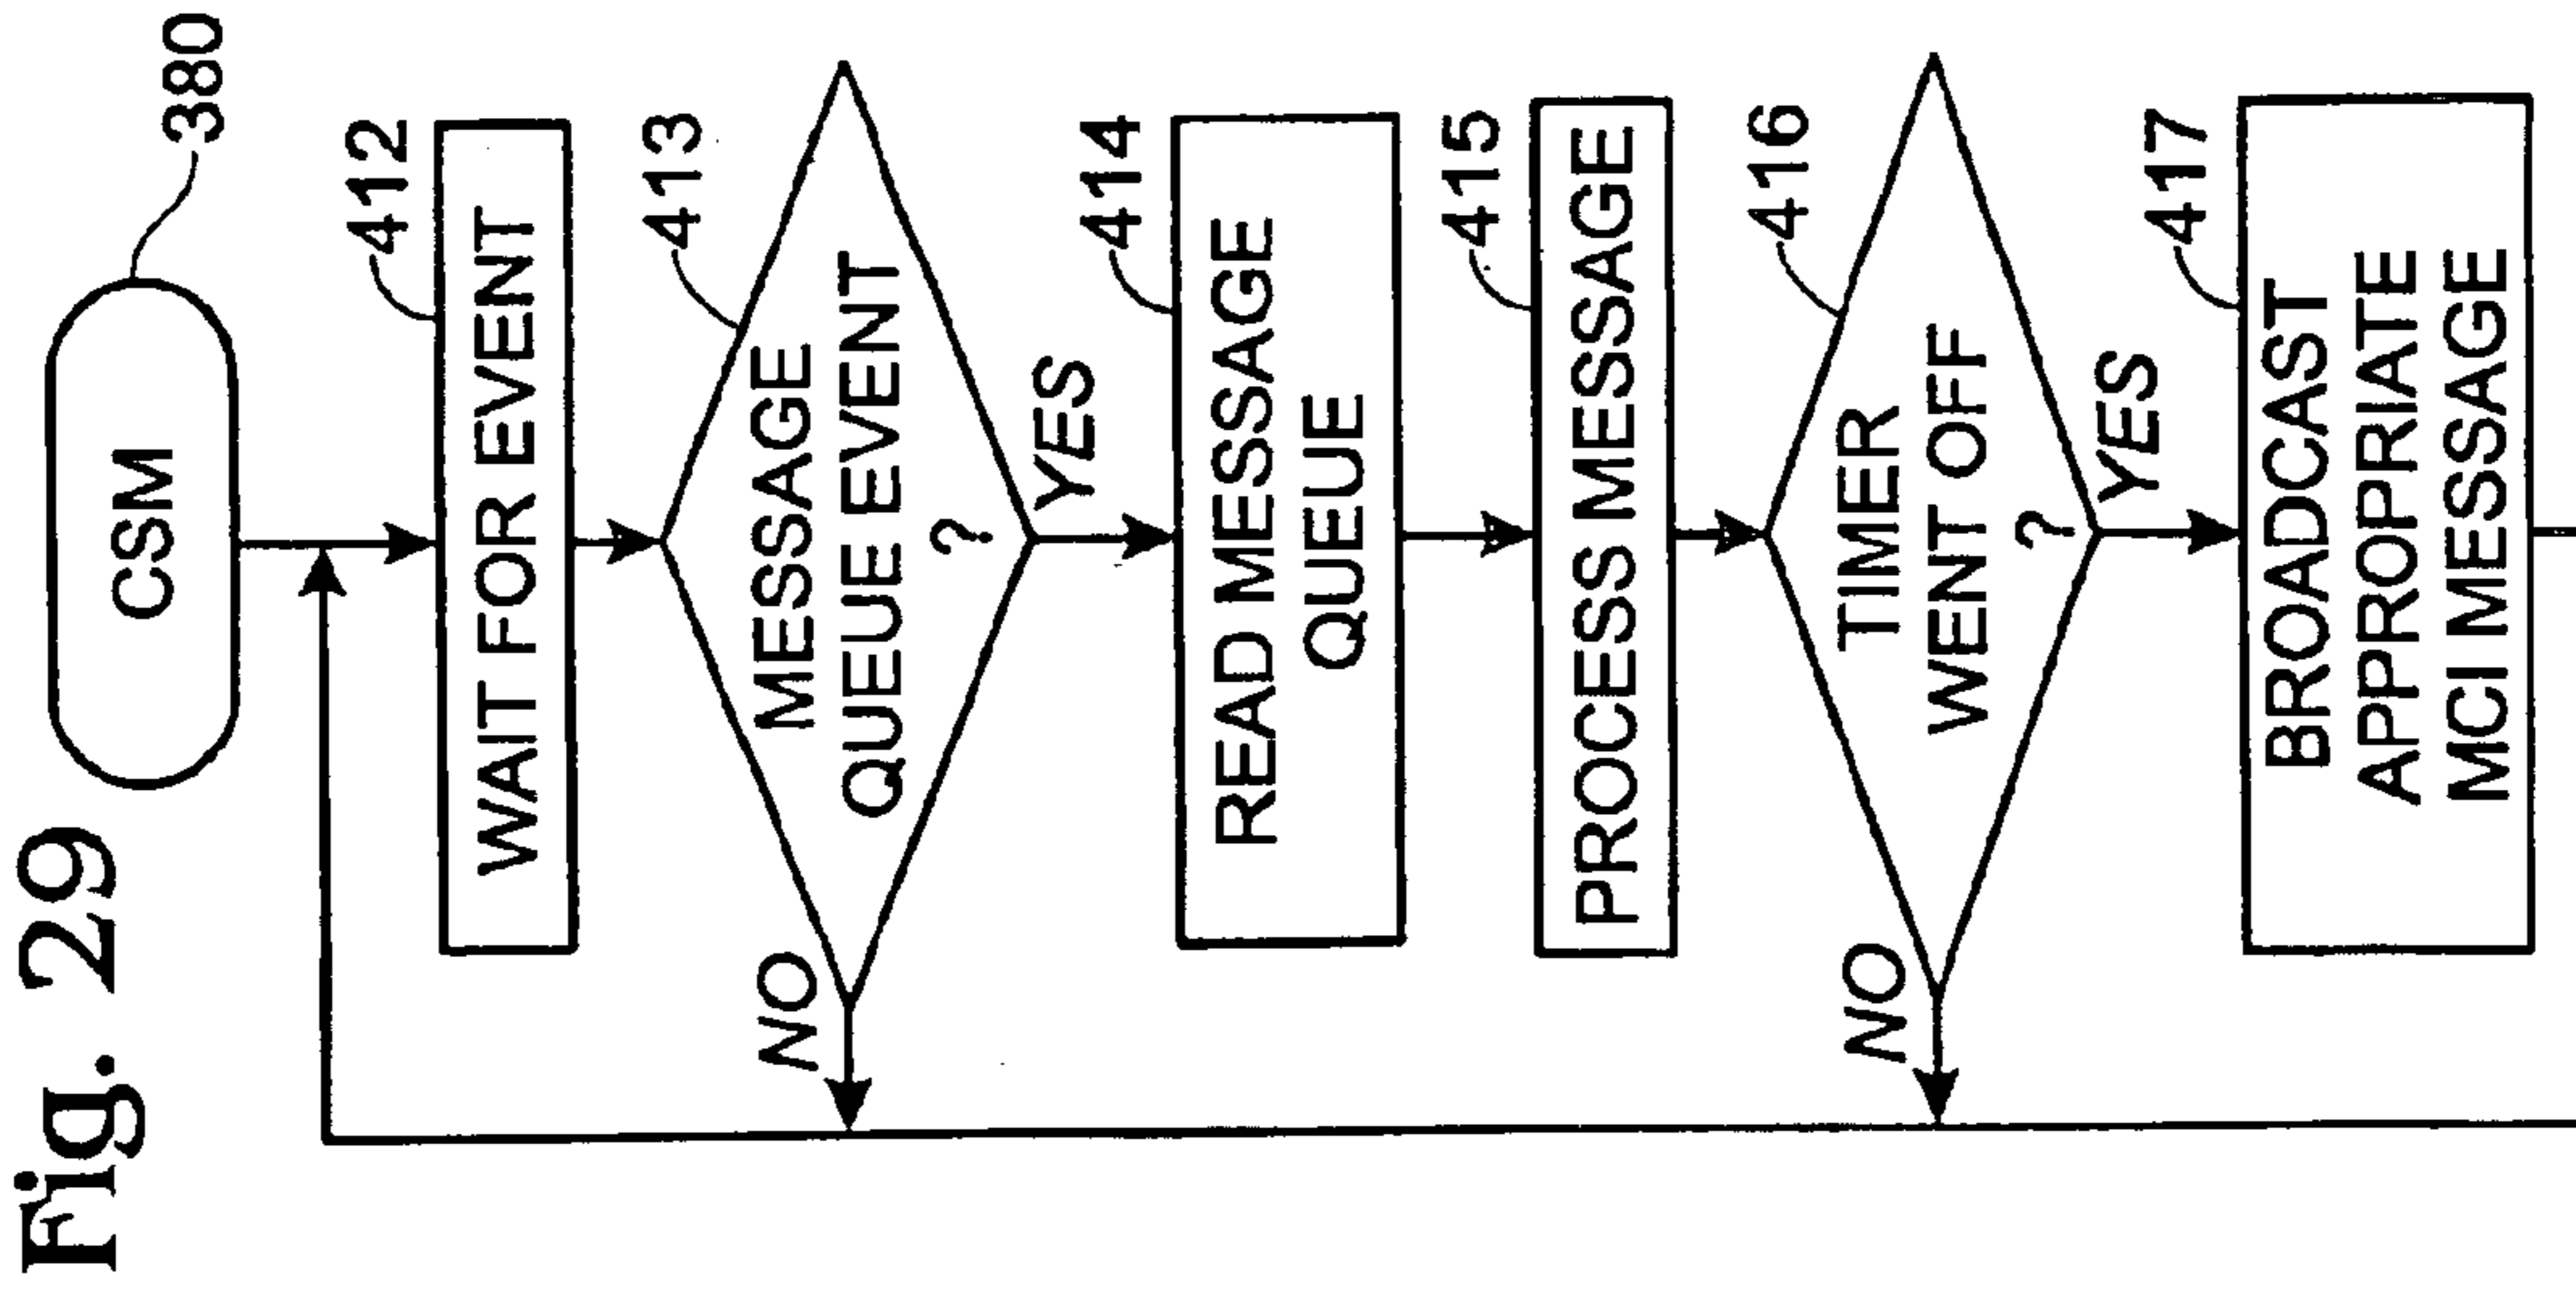 Fig. 29
CSM
380
412
WAIT FOR EVENT
413
MESSAGE
QUEUE EVENT
?
NO
YES
414
READ MESSAGE
QUEUE
415
PROCESS MESSAGE
416
TIMER
WENT OFF
?
NO
YES
417
BROADCAST
APPROPRIATE
MCI MESSAGE